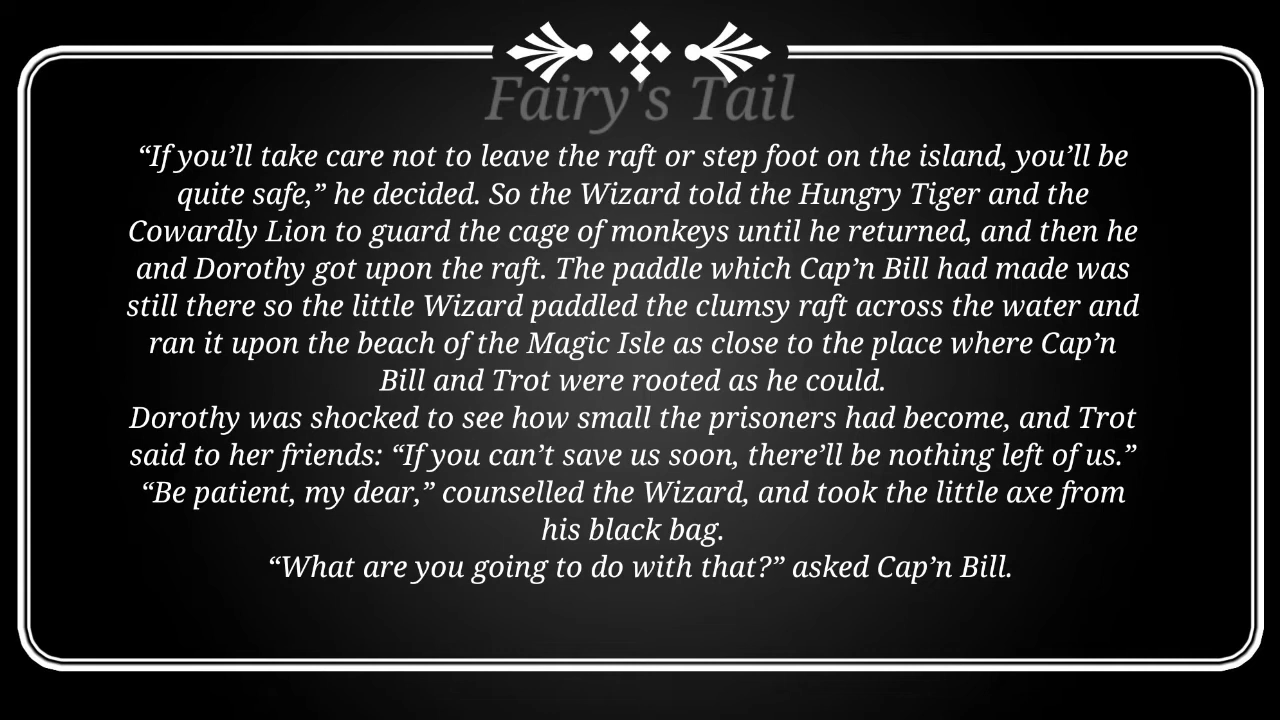 Fairy's Tail
“If you’ll take care not to leave the raft or step foot on the island, you’ll be
quite safe,” he decided. So the Wizard told the Hungry Tiger and the
Cowardly Lion to guard the cage of monkeys until he returned, and then he
and Dorothy got upon the raft. The paddle which Cap’n Bill had made was
still there so the little Wizard paddled the clumsy raft across the water and
ran it upon the beach of the Magic Isle as close to the place where Cap’n
Bill and Trot were rooted as he could.
Dorothy was shocked to see how small the prisoners had become, and Trot
said to her friends: “If you can’t save us soon, there’ll be nothing left of us.”
“Be patient, my dear,” counselled the Wizard, and took the little axe from
his black bag.
“What are you going to do with that?” asked Cap’n Bill.